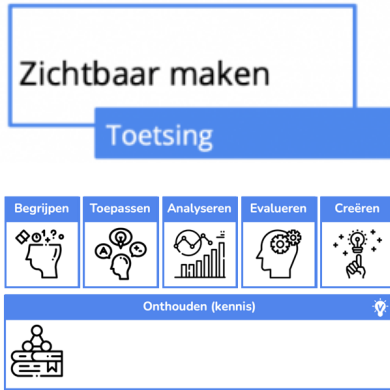 Zichtbaar maken
Toetsing
Begrijpen
Toepassen
Analyseren
Evalueren
Creëren
Onthouden (kennis)